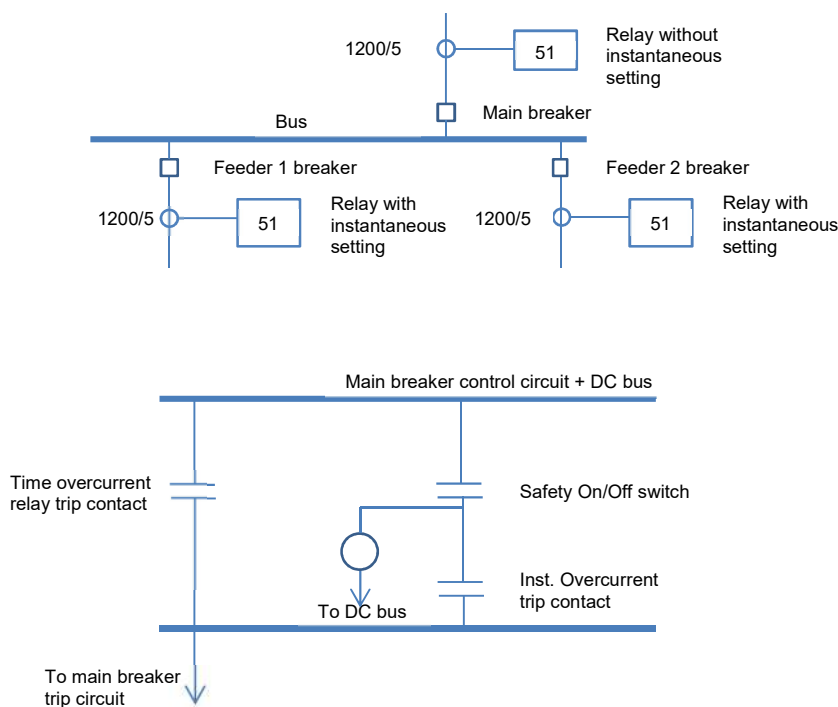 1200/5
51
Relay without
instantaneous
setting
Main breaker
Bus
Feeder 1 breaker
Feeder 2 breaker
1200/5
51
Relay with
instantaneous
setting
1200/5
51
Relay with
instantaneous
setting
Main breaker control circuit + DC bus
Time overcurrent
relay trip contact
Safety On/Off switch
Inst. Overcurrent
trip contact
To DC bus
To main breaker
trip circuit